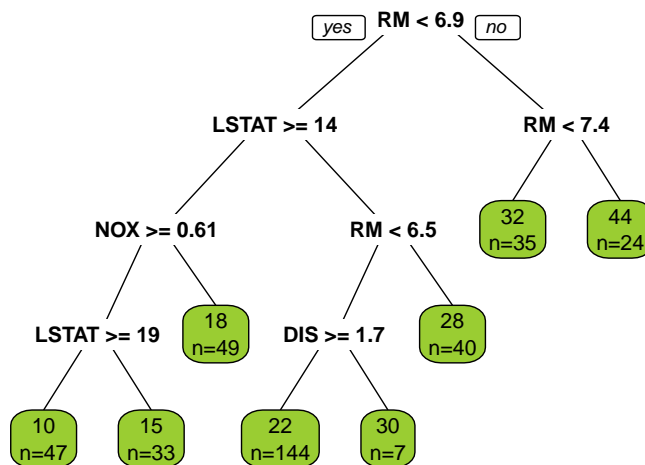 RM < 6.9
yes
no
LSTAT >= 14
RM < 7.4
32
n=35
44
n=24
NOX >= 0.61
RM < 6.5
18
n=49
28
n=40
LSTAT >= 19
DIS >= 1.7
10
n=47
15
n=33
22
n=144
30
n=7